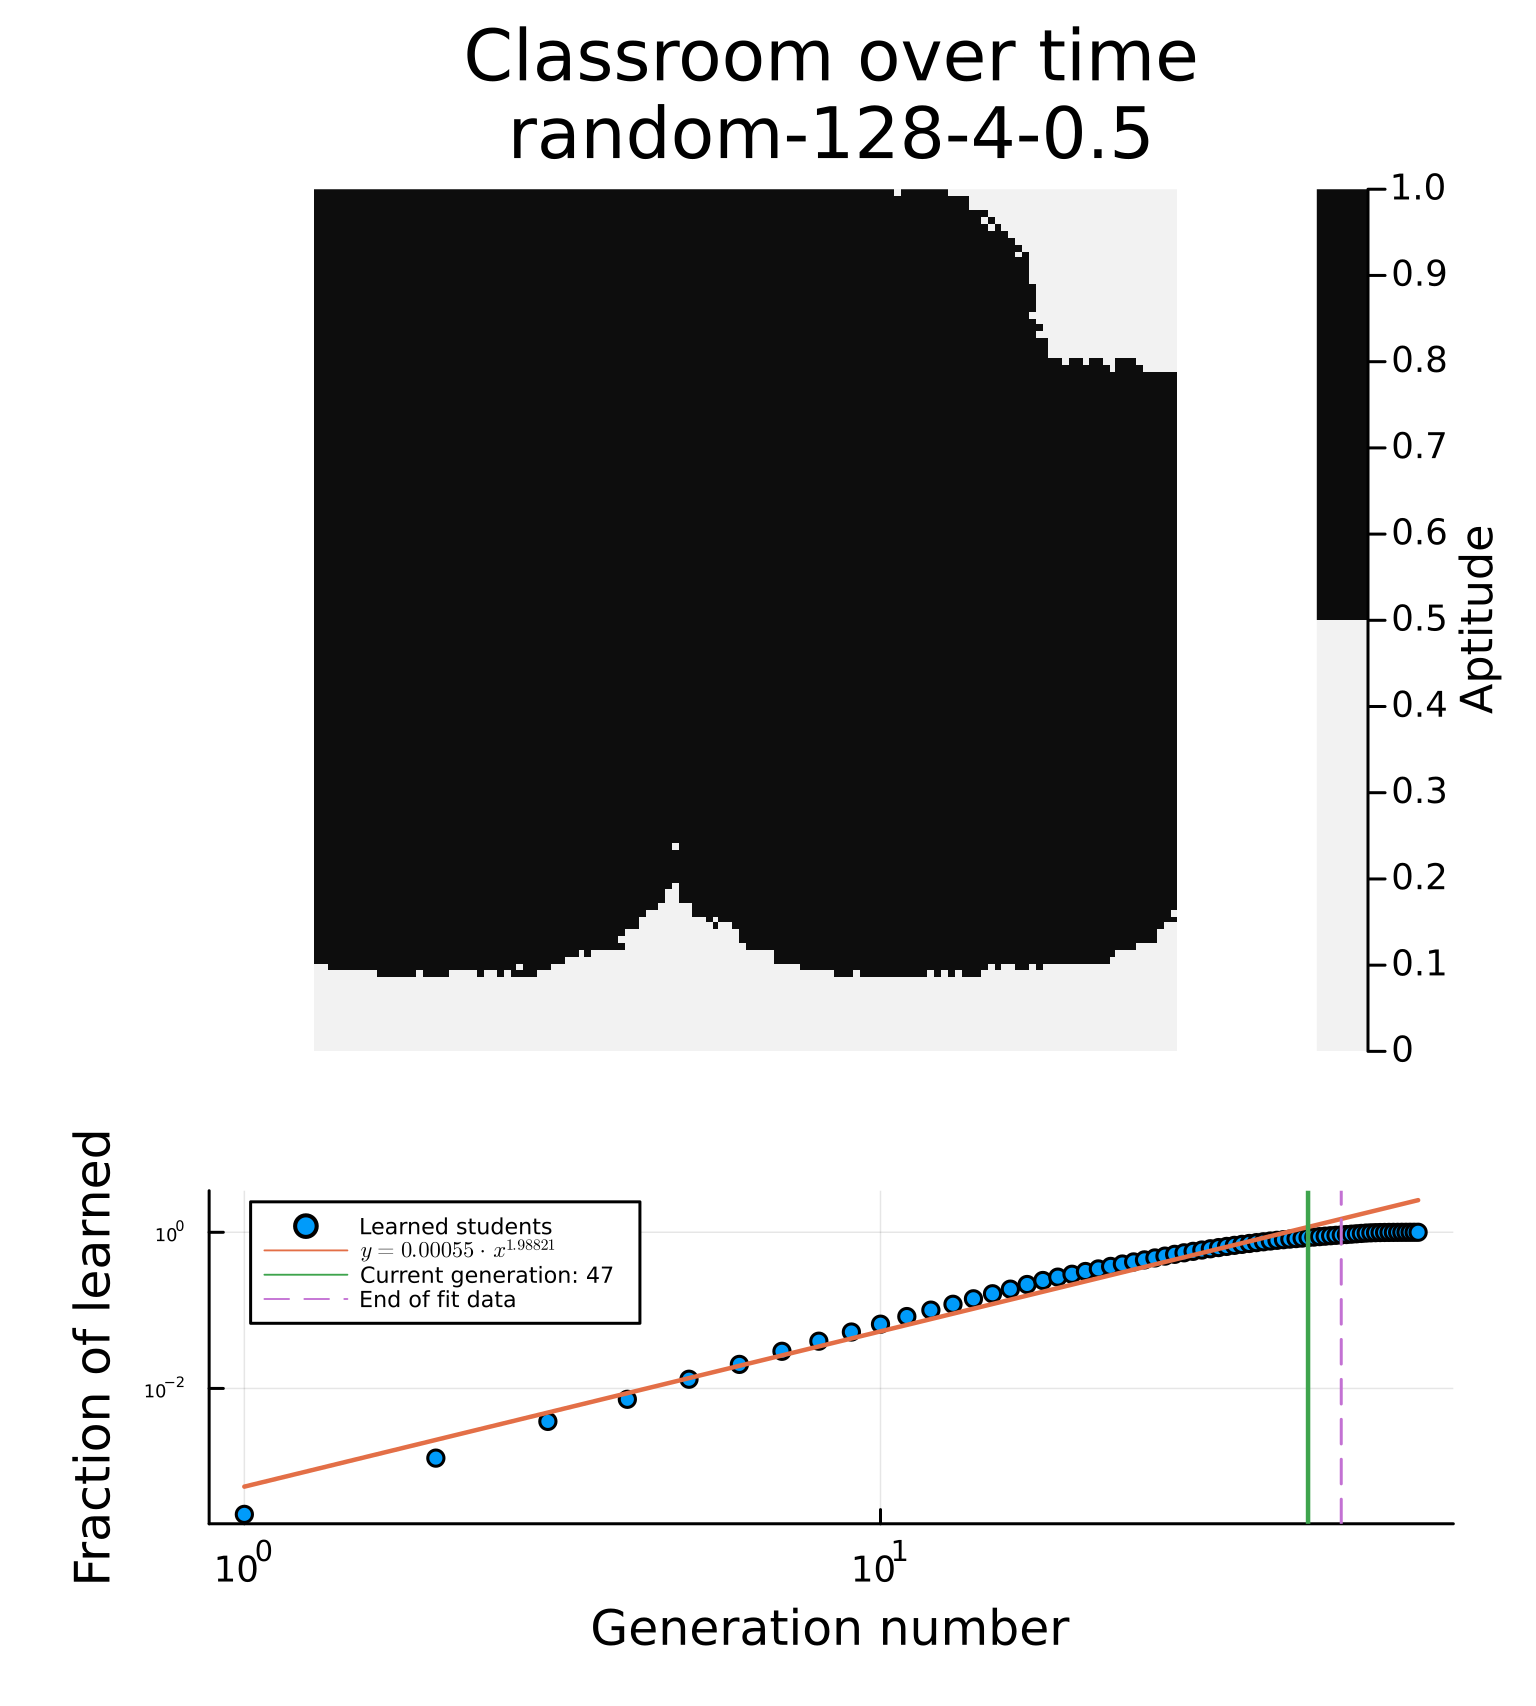 Classroom over time
random-128-4-0.5
1.0
0.9
0.8
0.7
0.6
0.5
0.4
0.3
0.2
0.1
0
Aptitude
Fraction of learned
10⁰
10⁻²
Learned students
y = 0.00055 · x^1.98821
Current generation: 47
End of fit data
10⁰
10¹
Generation number